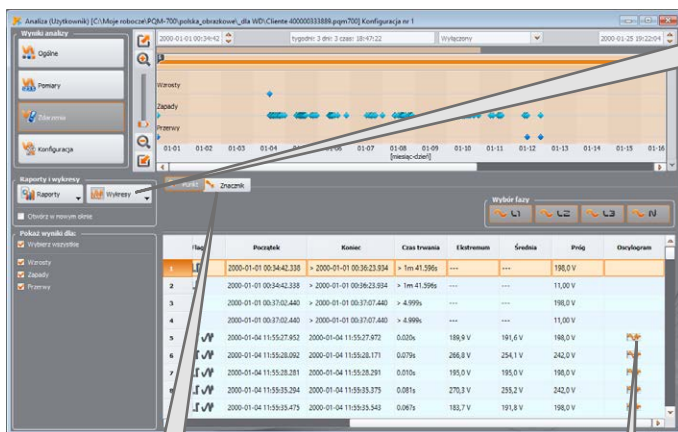 Analiza (Użytkownik) [C:\Moje robocze\PQM-700\polska_obrazkowe\_dla WD\Cliente 400000333888.pqm700] Konfiguracja nr 1
Wyniki analizy
Ogólne
Pomiary
Zdarzenia
Konfiguracja
2000-01-01 00:34:42
tygodni: 3 dni: 3 czas: 18:47:22
Wyłączony
2000-01-25 19:22:04
Wzrosty
Zapady
Przerwy
01-01 01-02 01-03 01-04 01-06 01-07 01-08 01-09 01-10 01-11 01-12 01-13 01-14 01-15 01-16
[miesiąc-dzień]
Raporty i wykresy
Raporty
Wykresy
Otwórz w nowym oknie
Punkt
Znacznik
Wybór fazy
L1 L2 L3 N
Pokaż wyniki dla:
Wybierz wszystkie
Wzrosty
Zapady
Przerwy
Flagi Początek Koniec Czas trwania Ekstremum Średnia Próg Oscylogram
1 2000-01-01 00:34:42.338 > 2000-01-01 00:36:23.934 > 1m 41.596s --- --- 198,0 V
2 2000-01-01 00:34:42.338 > 2000-01-01 00:36:23.934 > 1m 41.596s --- --- 11,00 V
3 2000-01-01 00:37:02.440 > 2000-01-01 00:37:07.440 > 4.999s --- --- 198,0 V
4 2000-01-01 00:37:02.440 > 2000-01-01 00:37:07.440 > 4.999s --- --- 11,00 V
5 2000-01-04 11:55:27.952 2000-01-04 11:55:27.972 0.020s 189,9 V 191,6 V 198,0 V
6 2000-01-04 11:55:28.092 2000-01-04 11:55:28.171 0.079s 266,8 V 254,1 V 242,0 V
7 2000-01-04 11:55:28.281 2000-01-04 11:55:28.291 0.010s 195,0 V 195,0 V 198,0 V
8 2000-01-04 11:55:35.294 2000-01-04 11:55:35.375 0.081s 270,3 V 255,2 V 242,0 V
9 2000-01-04 11:55:35.475 2000-01-04 11:55:35.543 0.067s 183,7 V 191,8 V 198,0 V